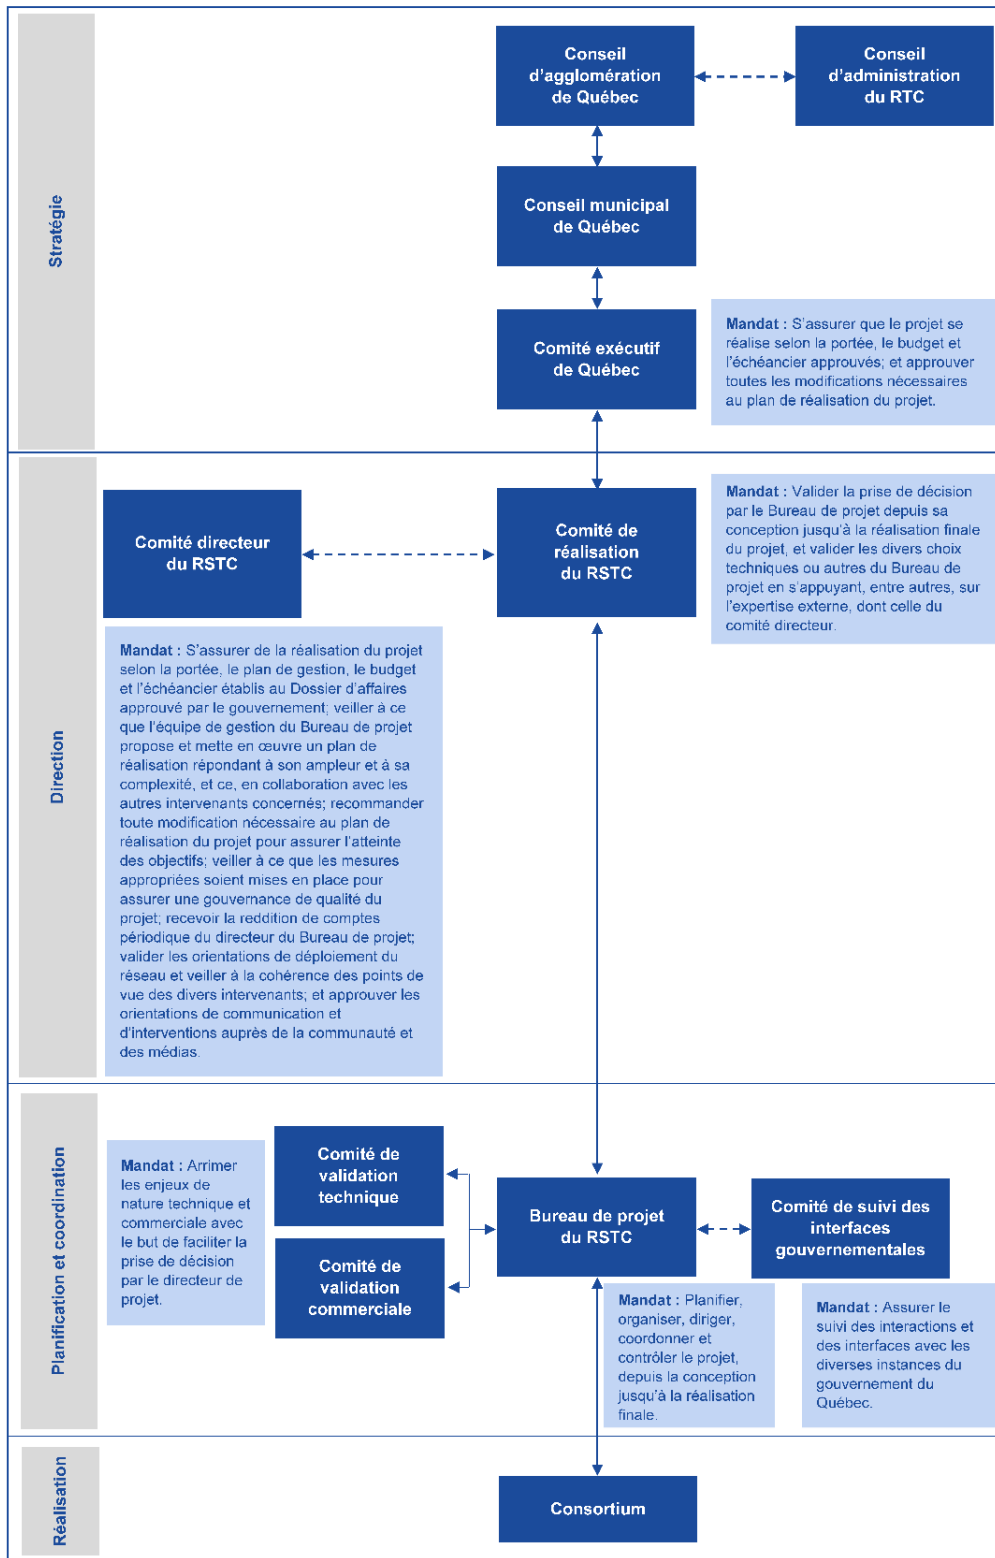 Stratégie
Conseil
d'agglomération
de Québec
Conseil
d'administration
du RTC
Conseil municipal
de Québec
Comité exécutif
de Québec
Mandat : S'assurer que le projet se
réalise selon la portée, le budget et
l'échéancier approuvés; et approuver
toutes les modifications nécessaires
au plan de réalisation du projet.
Direction
Comité directeur
du RSTC
Comité de
réalisation
du RSTC
Mandat : Valider la prise de décision
par le Bureau de projet depuis sa
conception jusqu'à la réalisation finale
du projet, et valider les divers choix
techniques ou autres du Bureau de
projet en s'appuyant, entre autres, sur
l'expertise externe, dont celle du
comité directeur.
Mandat : S'assurer de la réalisation du projet
selon la portée, le plan de gestion, le budget
et l'échéancier établis au Dossier d'affaires
approuvé par le gouvernement; veiller à ce
que l'équipe de gestion du Bureau de projet
propose et mette en œuvre un plan de
réalisation répondant à son ampleur et à sa
complexité, et ce, en collaboration avec les
autres intervenants concernés; recommander
toute modification nécessaire au plan de
réalisation du projet pour assurer l'atteinte
des objectifs; veiller à ce que les mesures
appropriées soient mises en place pour
assurer une gouvernance de qualité du
projet; recevoir la reddition de comptes
périodique du directeur du Bureau de projet;
valider les orientations de déploiement du
réseau et veiller à la cohérence des points de
vue des divers intervenants; et approuver les
orientations de communication et
d'interventions auprès de la communauté et
des médias.
Planification et coordination
Mandat : Arrimer
les enjeux de
nature technique et
commerciale avec
le but de faciliter la
prise de décision
par le directeur de
projet.
Comité de
validation
technique
Comité de
validation
commerciale
Bureau de projet
du RSTC
Comité de suivi des
interfaces
gouvernementales
Mandat : Planifier,
organiser, diriger,
coordonner et
contrôler le projet,
depuis la conception
jusqu'à la réalisation
finale.
Mandat : Assurer le
suivi des interactions et
des interfaces avec les
diverses instances du
gouvernement du
Québec.
Réalisation
Consortium